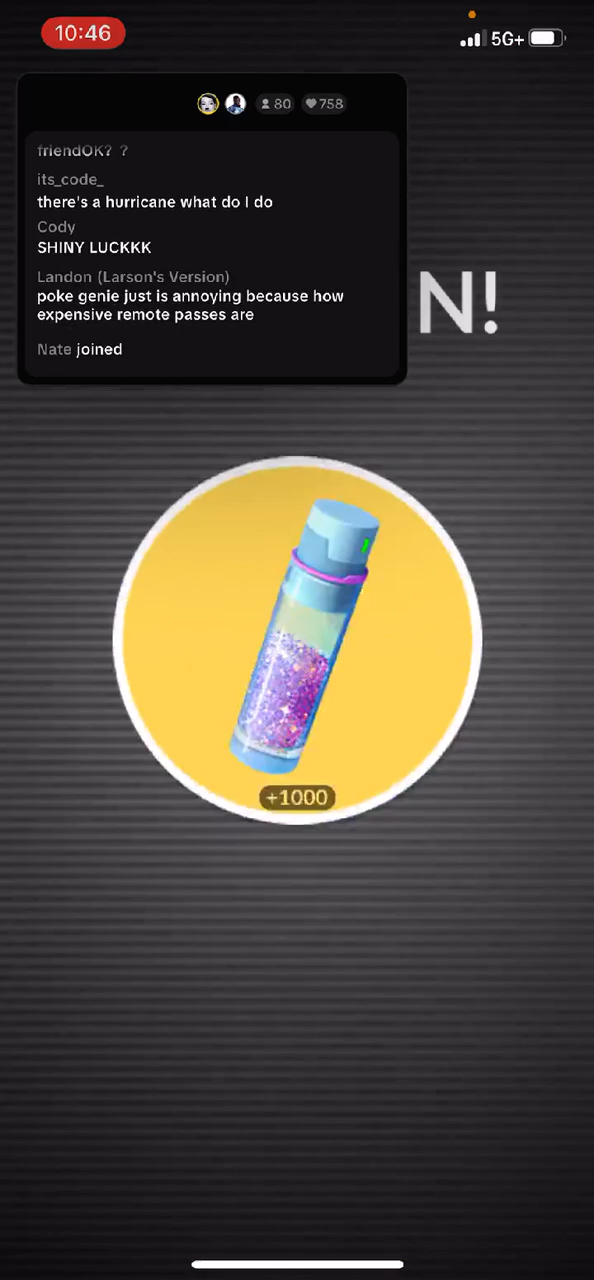 10:46
5G+
80
758
friendOK? ?
its_code_
there's a hurricane what do I do
Cody
SHINY LUCKKK
Landon (Larson's Version)
poke genie just is annoying because how
expensive remote passes are
Nate joined
N!
+1000